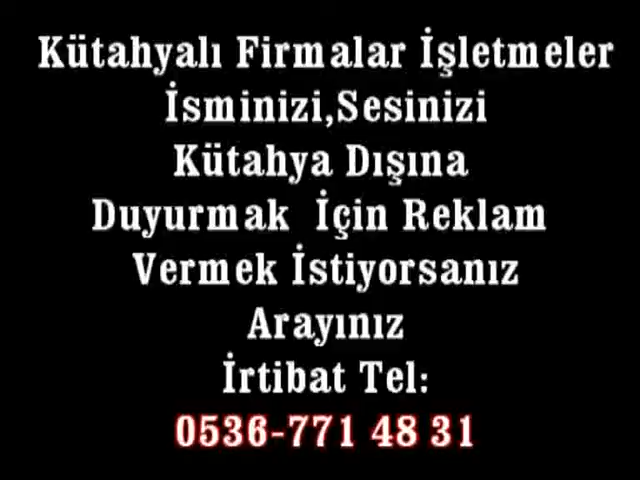 Kütahyalı Firmalar İşletmeler
İsminizi,Sesinizi
Kütahya Dışına
Duyurmak İçin Reklam
Vermek İstiyorsanız
Arayınız
İrtibat Tel:
0536-771 48 31